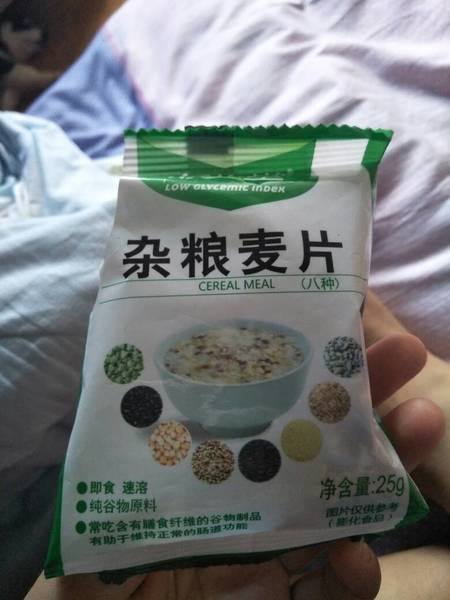 LOW GLYCEMIC INDEX
杂粮麦片
CEREAL MEAL
（八种）
即食 速溶
纯谷物原料
常吃含有膳食纤维的谷物制品
有助于维持正常的肠道功能
净含量:25g
图片仅供参考
（膨化食品）